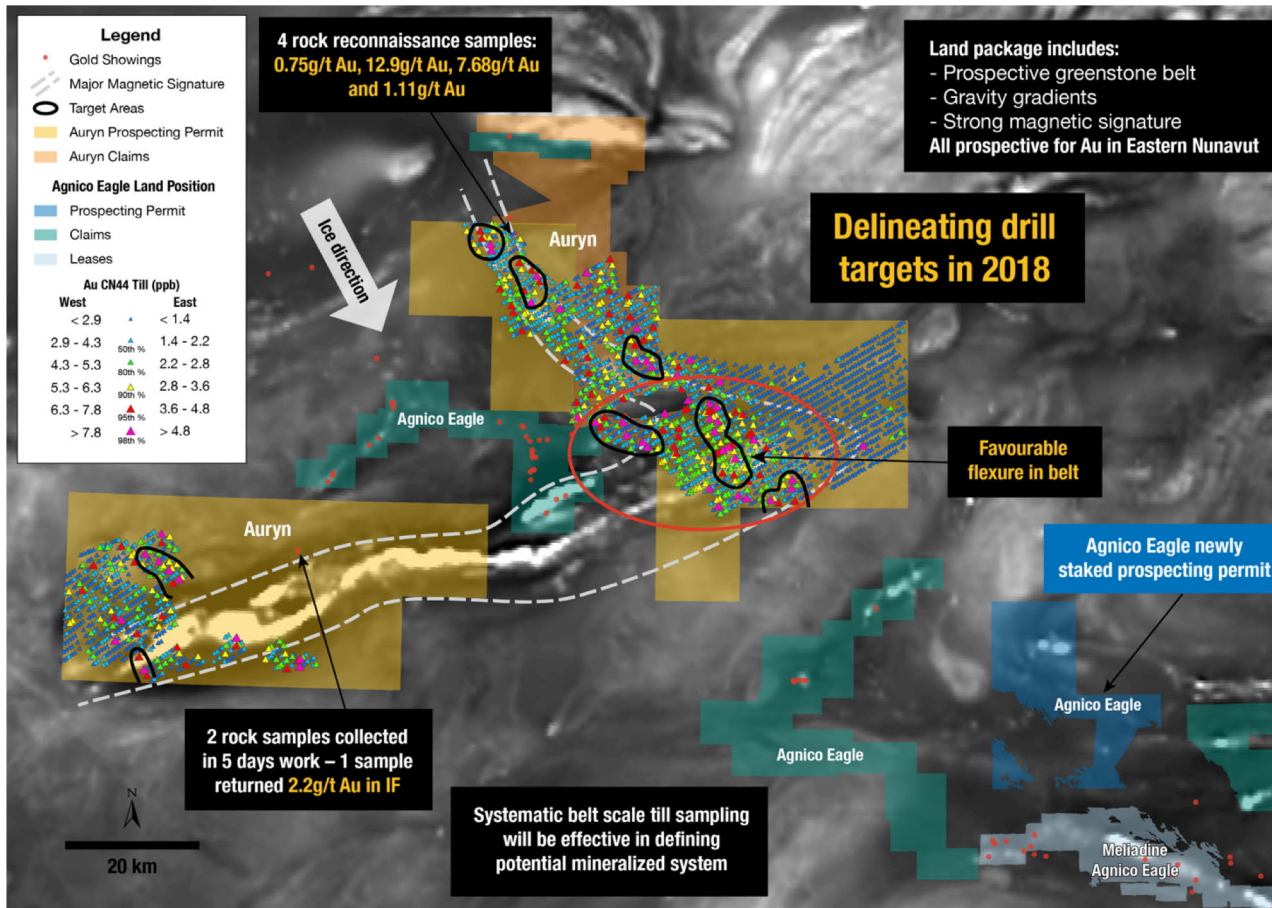 Legend
Gold Showings
Major Magnetic Signature
Target Areas
Auryn Prospecting Permit
Auryn Claims
Agnico Eagle Land Position
Prospecting Permit
Claims
Leases
Au CN44 Till (ppb)
West East
< 2.9 < 1.4
2.9 - 4.3 50th % 1.4 - 2.2
4.3 - 5.3 80th % 2.2 - 2.8
5.3 - 6.3 90th % 2.8 - 3.6
6.3 - 7.8 95th % 3.6 - 4.8
> 7.8 98th % > 4.8
4 rock reconnaissance samples:
0.75g/t Au, 12.9g/t Au, 7.68g/t Au
and 1.11g/t Au
Land package includes:
- Prospective greenstone belt
- Gravity gradients
- Strong magnetic signature
All prospective for Au in Eastern Nunavut
Delineating drill
targets in 2018
Ice direction
Auryn
Agnico Eagle
Favourable
flexure in belt
Auryn
Agnico Eagle newly
staked prospecting permit
Agnico Eagle
Agnico Eagle
2 rock samples collected
in 5 days work – 1 sample
returned 2.2g/t Au in IF
Systematic belt scale till sampling
will be effective in defining
potential mineralized system
Meliadine
Agnico Eagle
N
20 km